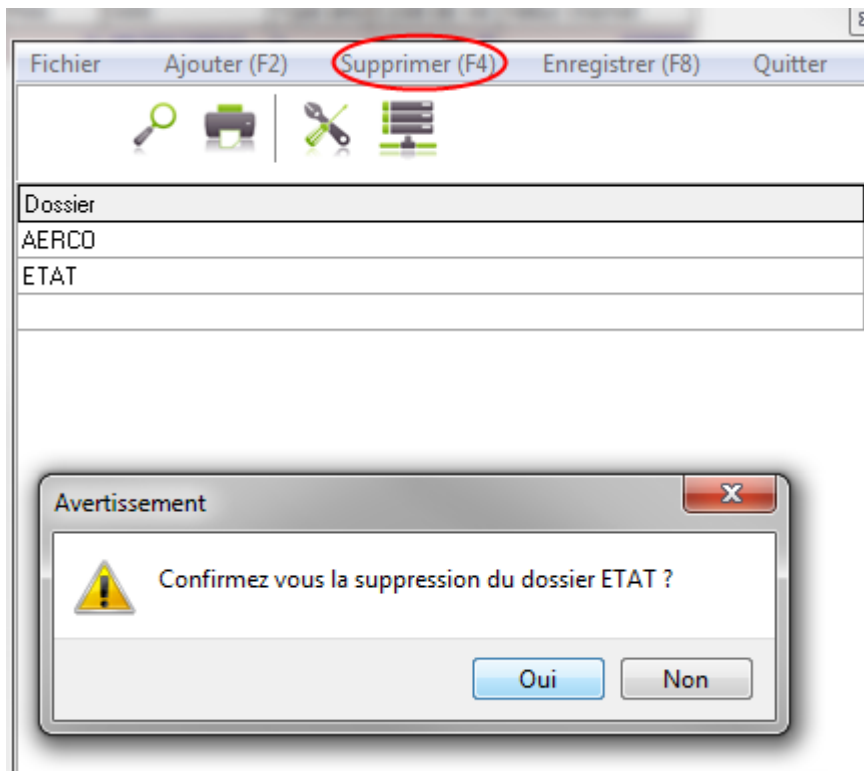 Fichier Ajouter (F2) Supprimer (F4) Enregistrer (F8) Quitter
Dossier
AERCO
ETAT
Avertissement
Confirmez vous la suppression du dossier ETAT ?
Oui Non